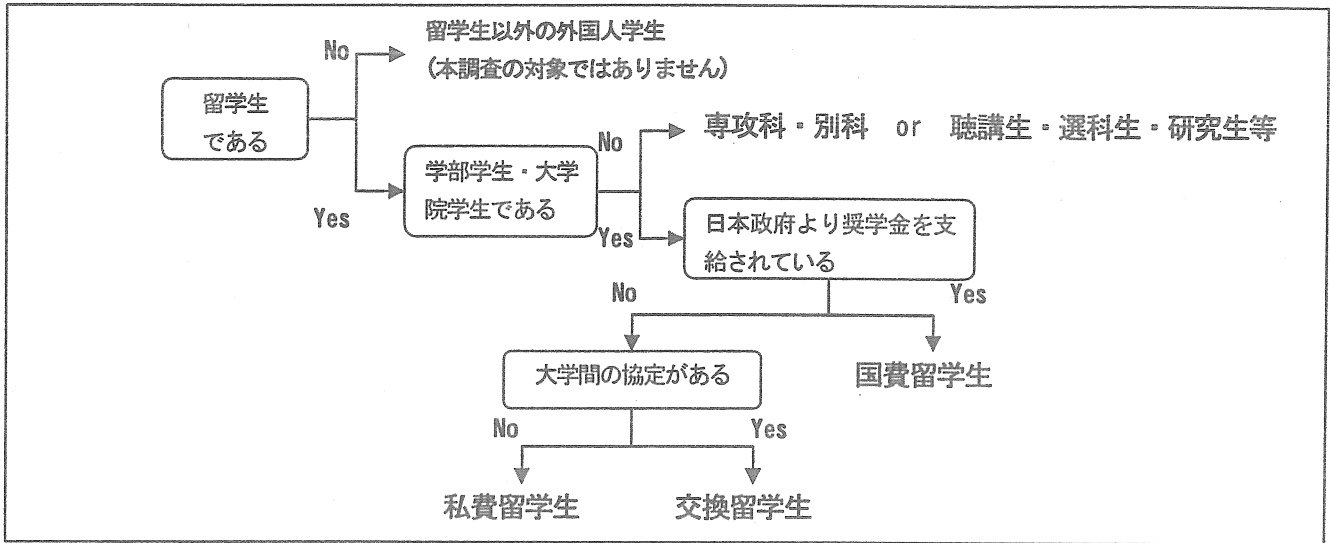 No
留学生以外の外国人学生
(本調査の対象ではありません)
留学生
である
Yes
No
専攻科・別科 or 聴講生・選科生・研究生等
学部学生・大学
院学生である
Yes
日本政府より奨学金を支
給されている
No
Yes
大学間の協定がある
国費留学生
No
Yes
私費留学生
交換留学生